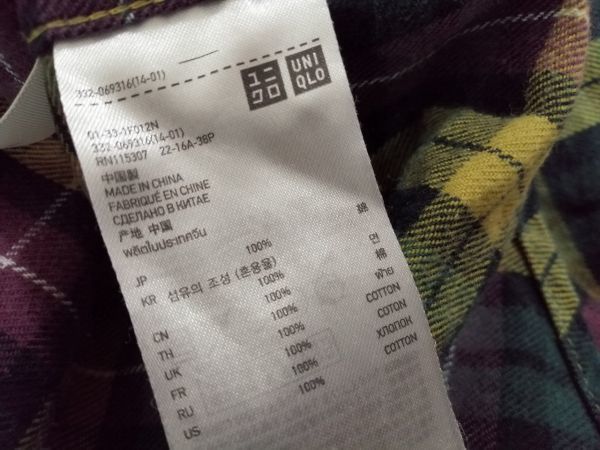 332-069316(14-01)
ユニ
クロ
UNI
QLO
01-33-1F012N
332-069316(14-01)
RN115307 22-16A-38P
中国製
MADE IN CHINA
FABRIQUÉ EN CHINE
СДЕЛАНО В КИТАЕ
产地 中国
ผลิตในประเทศจีน
JP 100% 綿
KR 섬유의 조성 (혼용율) 100% 면
CN 100% 棉
TH 100% ฝ้าย
UK 100% COTTON
FR 100% COTON
RU 100% ХЛОПОК
US 100% COTTON